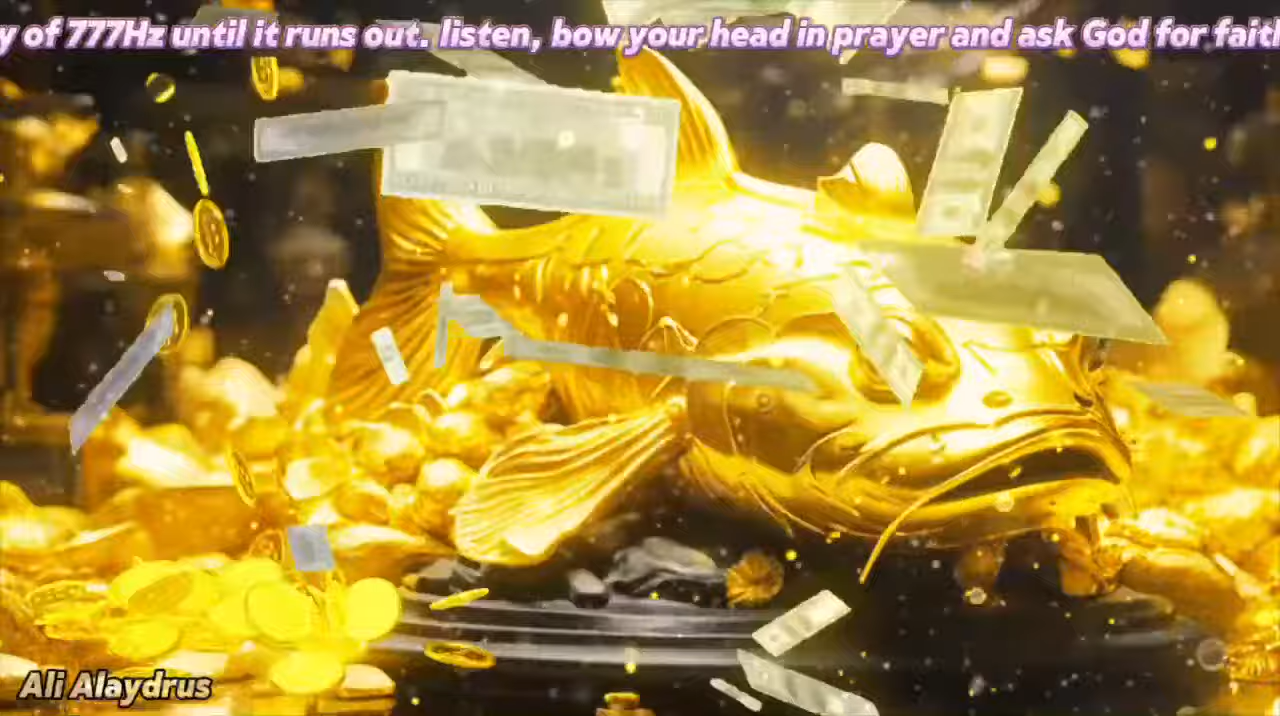 y of 777Hz until it runs out. listen, bow your head in prayer and ask God for faith
Ali Alaydrus